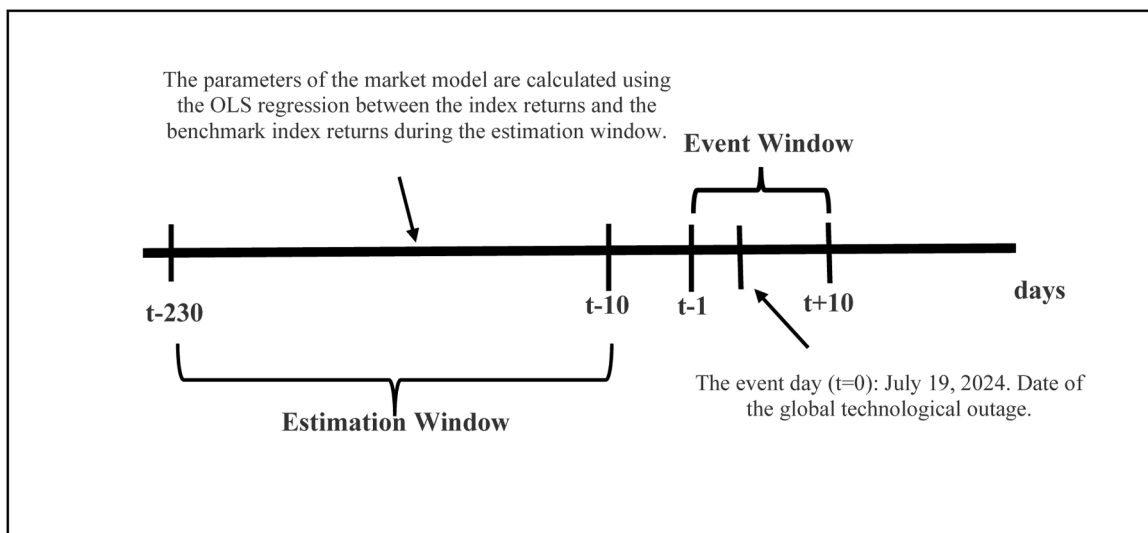 The parameters of the market model are calculated using
the OLS regression between the index returns and the
benchmark index returns during the estimation window.
Event Window
t-230
t-10
t-1
t+10
days
The event day (t=0): July 19, 2024. Date of
the global technological outage.
Estimation Window